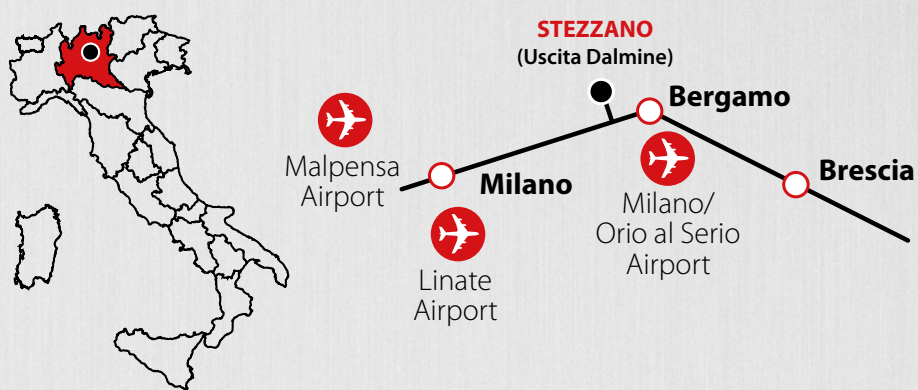 STEZZANO
(Uscita Dalmine)
Bergamo
Malpensa
Airport
Milano
Brescia
Milano/
Orio al Serio
Airport
Linate
Airport